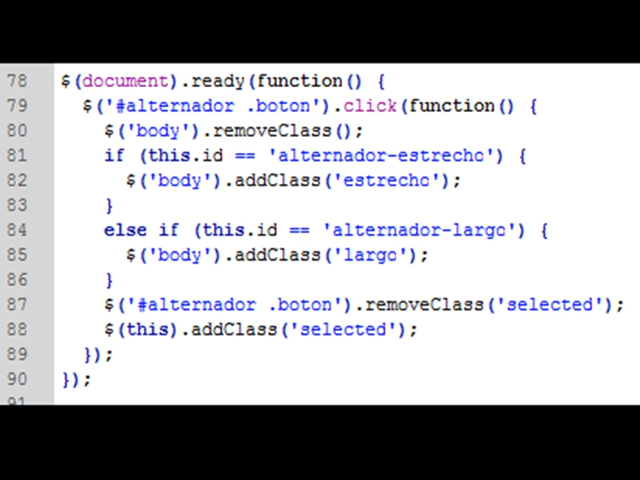 78 $(document).ready(function() {
79 $('#alternador .boton').click(function() {
80 $('body').removeClass();
81 if (this.id == 'alternador-estrecho') {
82 $('body').addClass('estrecho');
83 }
84 else if (this.id == 'alternador-largo') {
85 $('body').addClass('largo');
86 }
87 $('#alternador .boton').removeClass('selected');
88 $(this).addClass('selected');
89 });
90 });
91